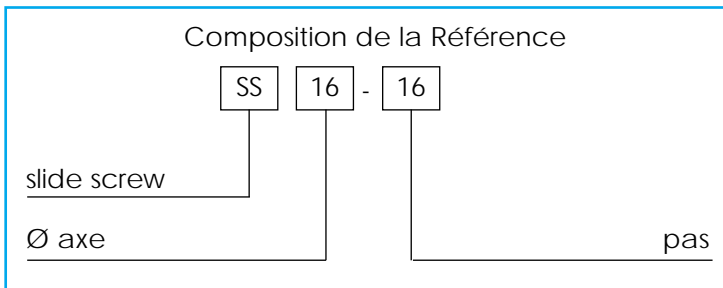 Composition de la Référence
SS 16 - 16
slide screw
Ø axe pas